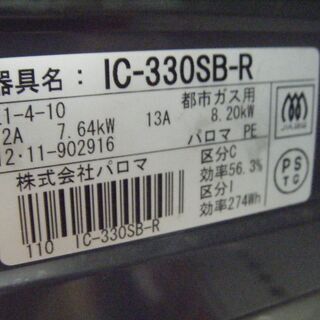 器具名： IC-330SB-R
21-4-10
都市ガス用
12A 7.64kW 13A 8.20kW
12・11-902916
パロマ PE
株式会社パロマ
区分C
効率56.3%
区分I
効率274Wh
110 IC-330SB-R
PS
TG